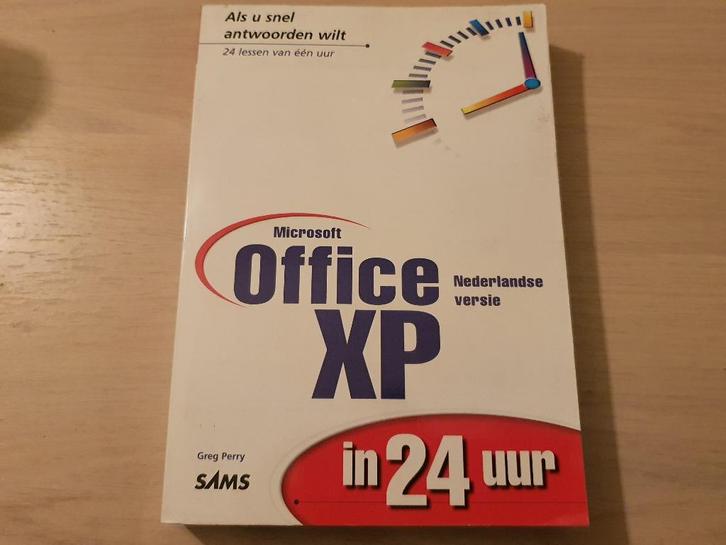 Als u snel
antwoorden wilt
24 lessen van één uur
Microsoft
Office
XP
Nederlandse
versie
Greg Perry
SAMS
in 24 uur